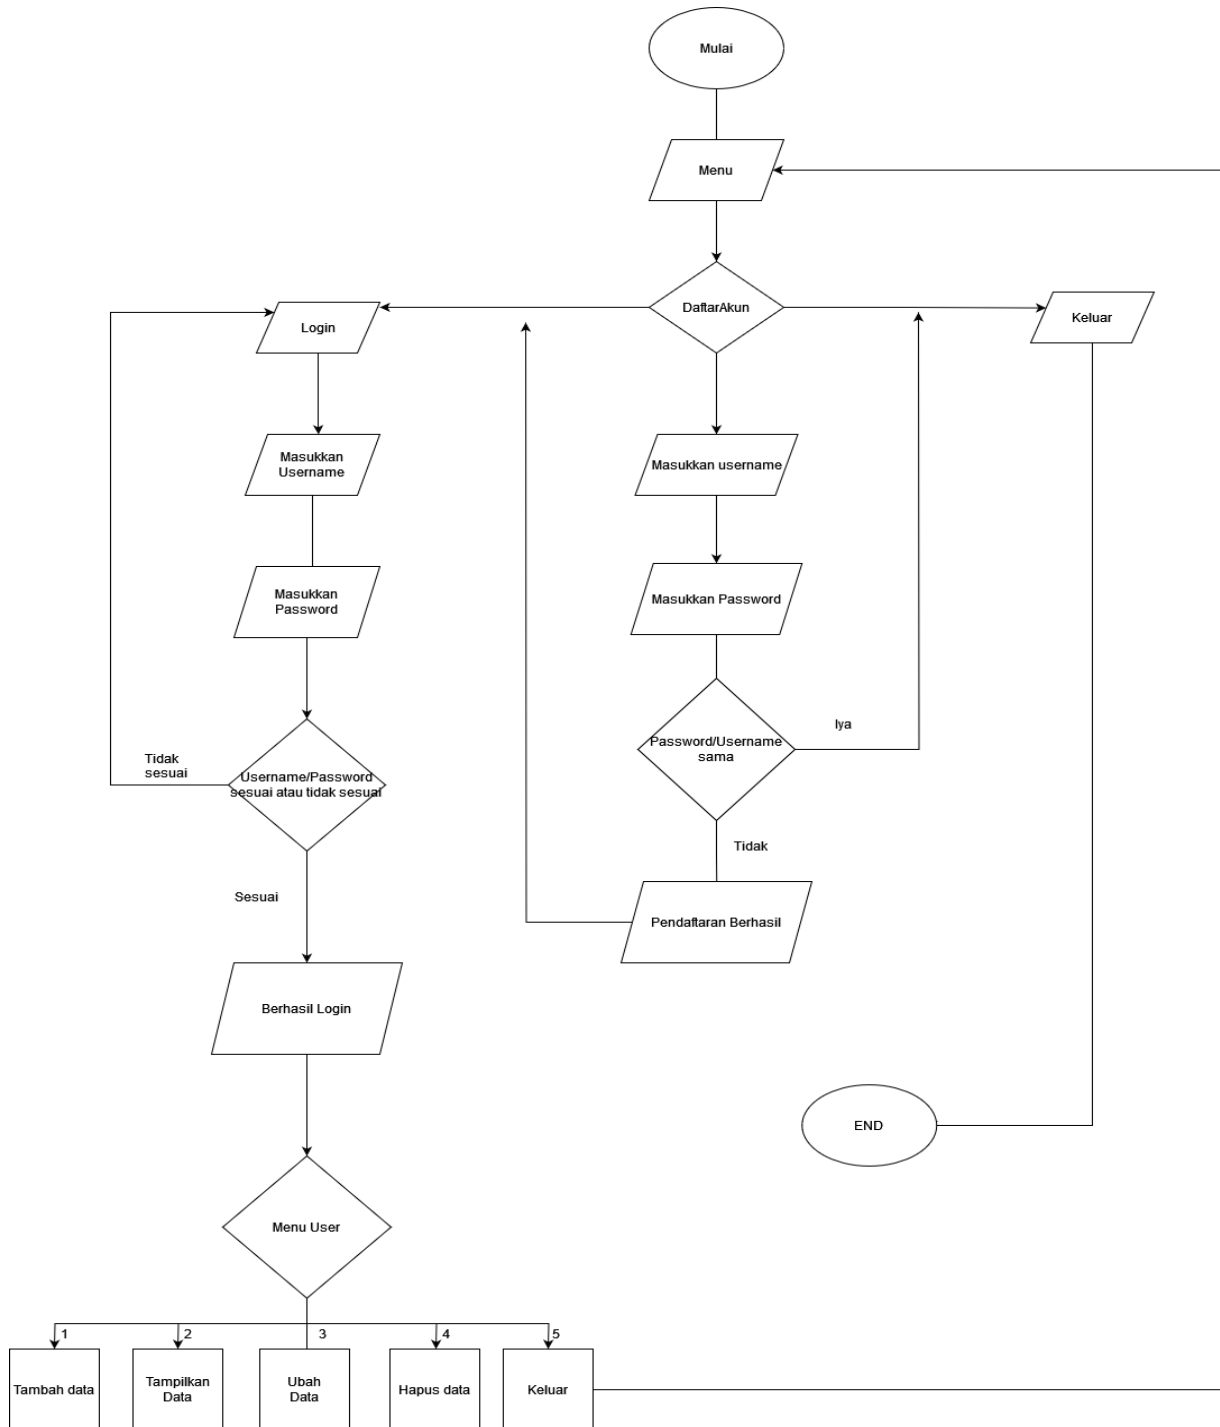 Mulai
Menu
DaftarAkun
Login
Keluar
Masukkan
Username
Masukkan username
Masukkan
Password
Masukkan Password
Password/Username
sama
Iya
Tidak
sesuai
Username/Password
sesuai atau tidak sesuai
Tidak
Sesuai
Pendaftaran Berhasil
Berhasil Login
END
Menu User
1
2
3
4
5
Tambah data
Tampilkan
Data
Ubah
Data
Hapus data
Keluar